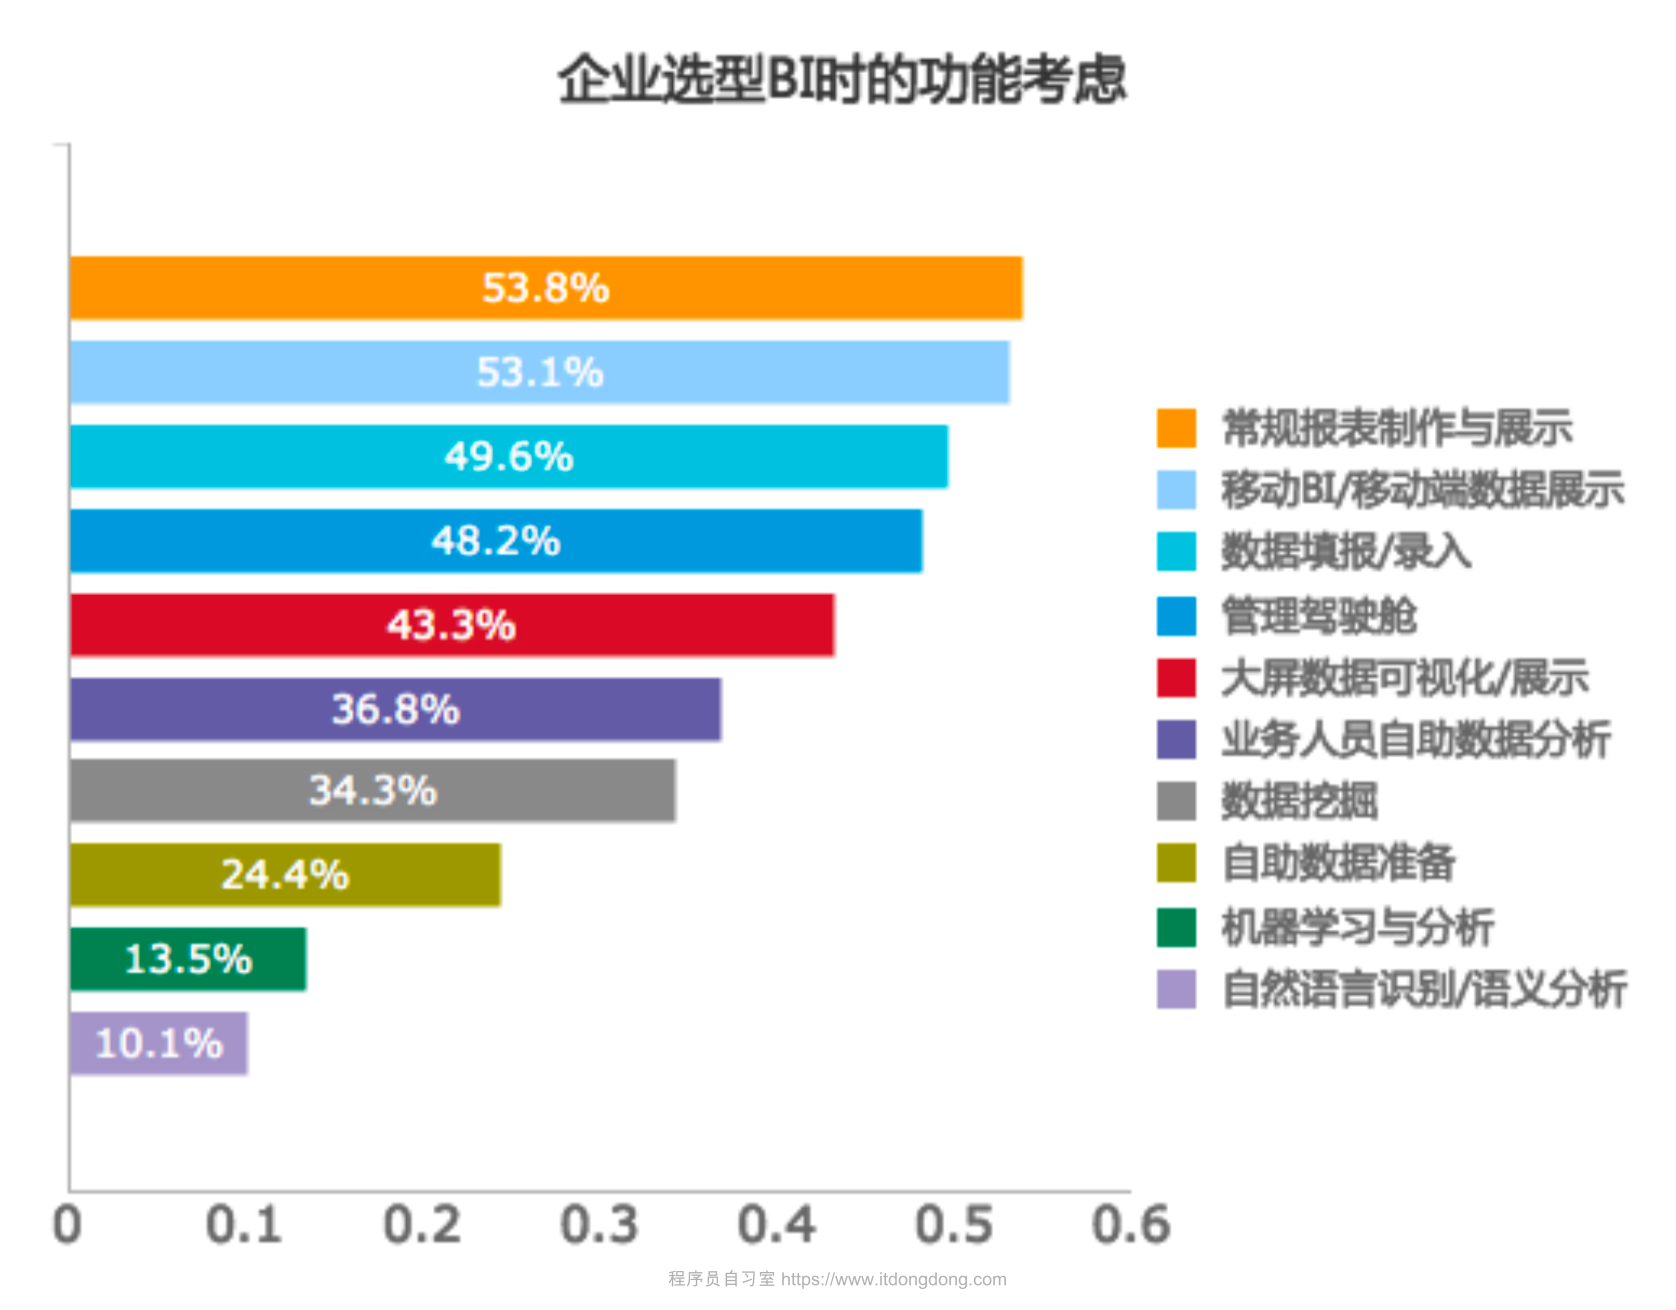 企业选型BI时的功能考虑
53.8%
53.1%
49.6%
48.2%
43.3%
36.8%
34.3%
24.4%
13.5%
10.1%
常规报表制作与展示
移动BI/移动端数据展示
数据填报/录入
管理驾驶舱
大屏数据可视化/展示
业务人员自助数据分析
数据挖掘
自助数据准备
机器学习与分析
自然语言识别/语义分析
0 0.1 0.2 0.3 0.4 0.5 0.6
程序员自习室 https://www.itdongdong.com